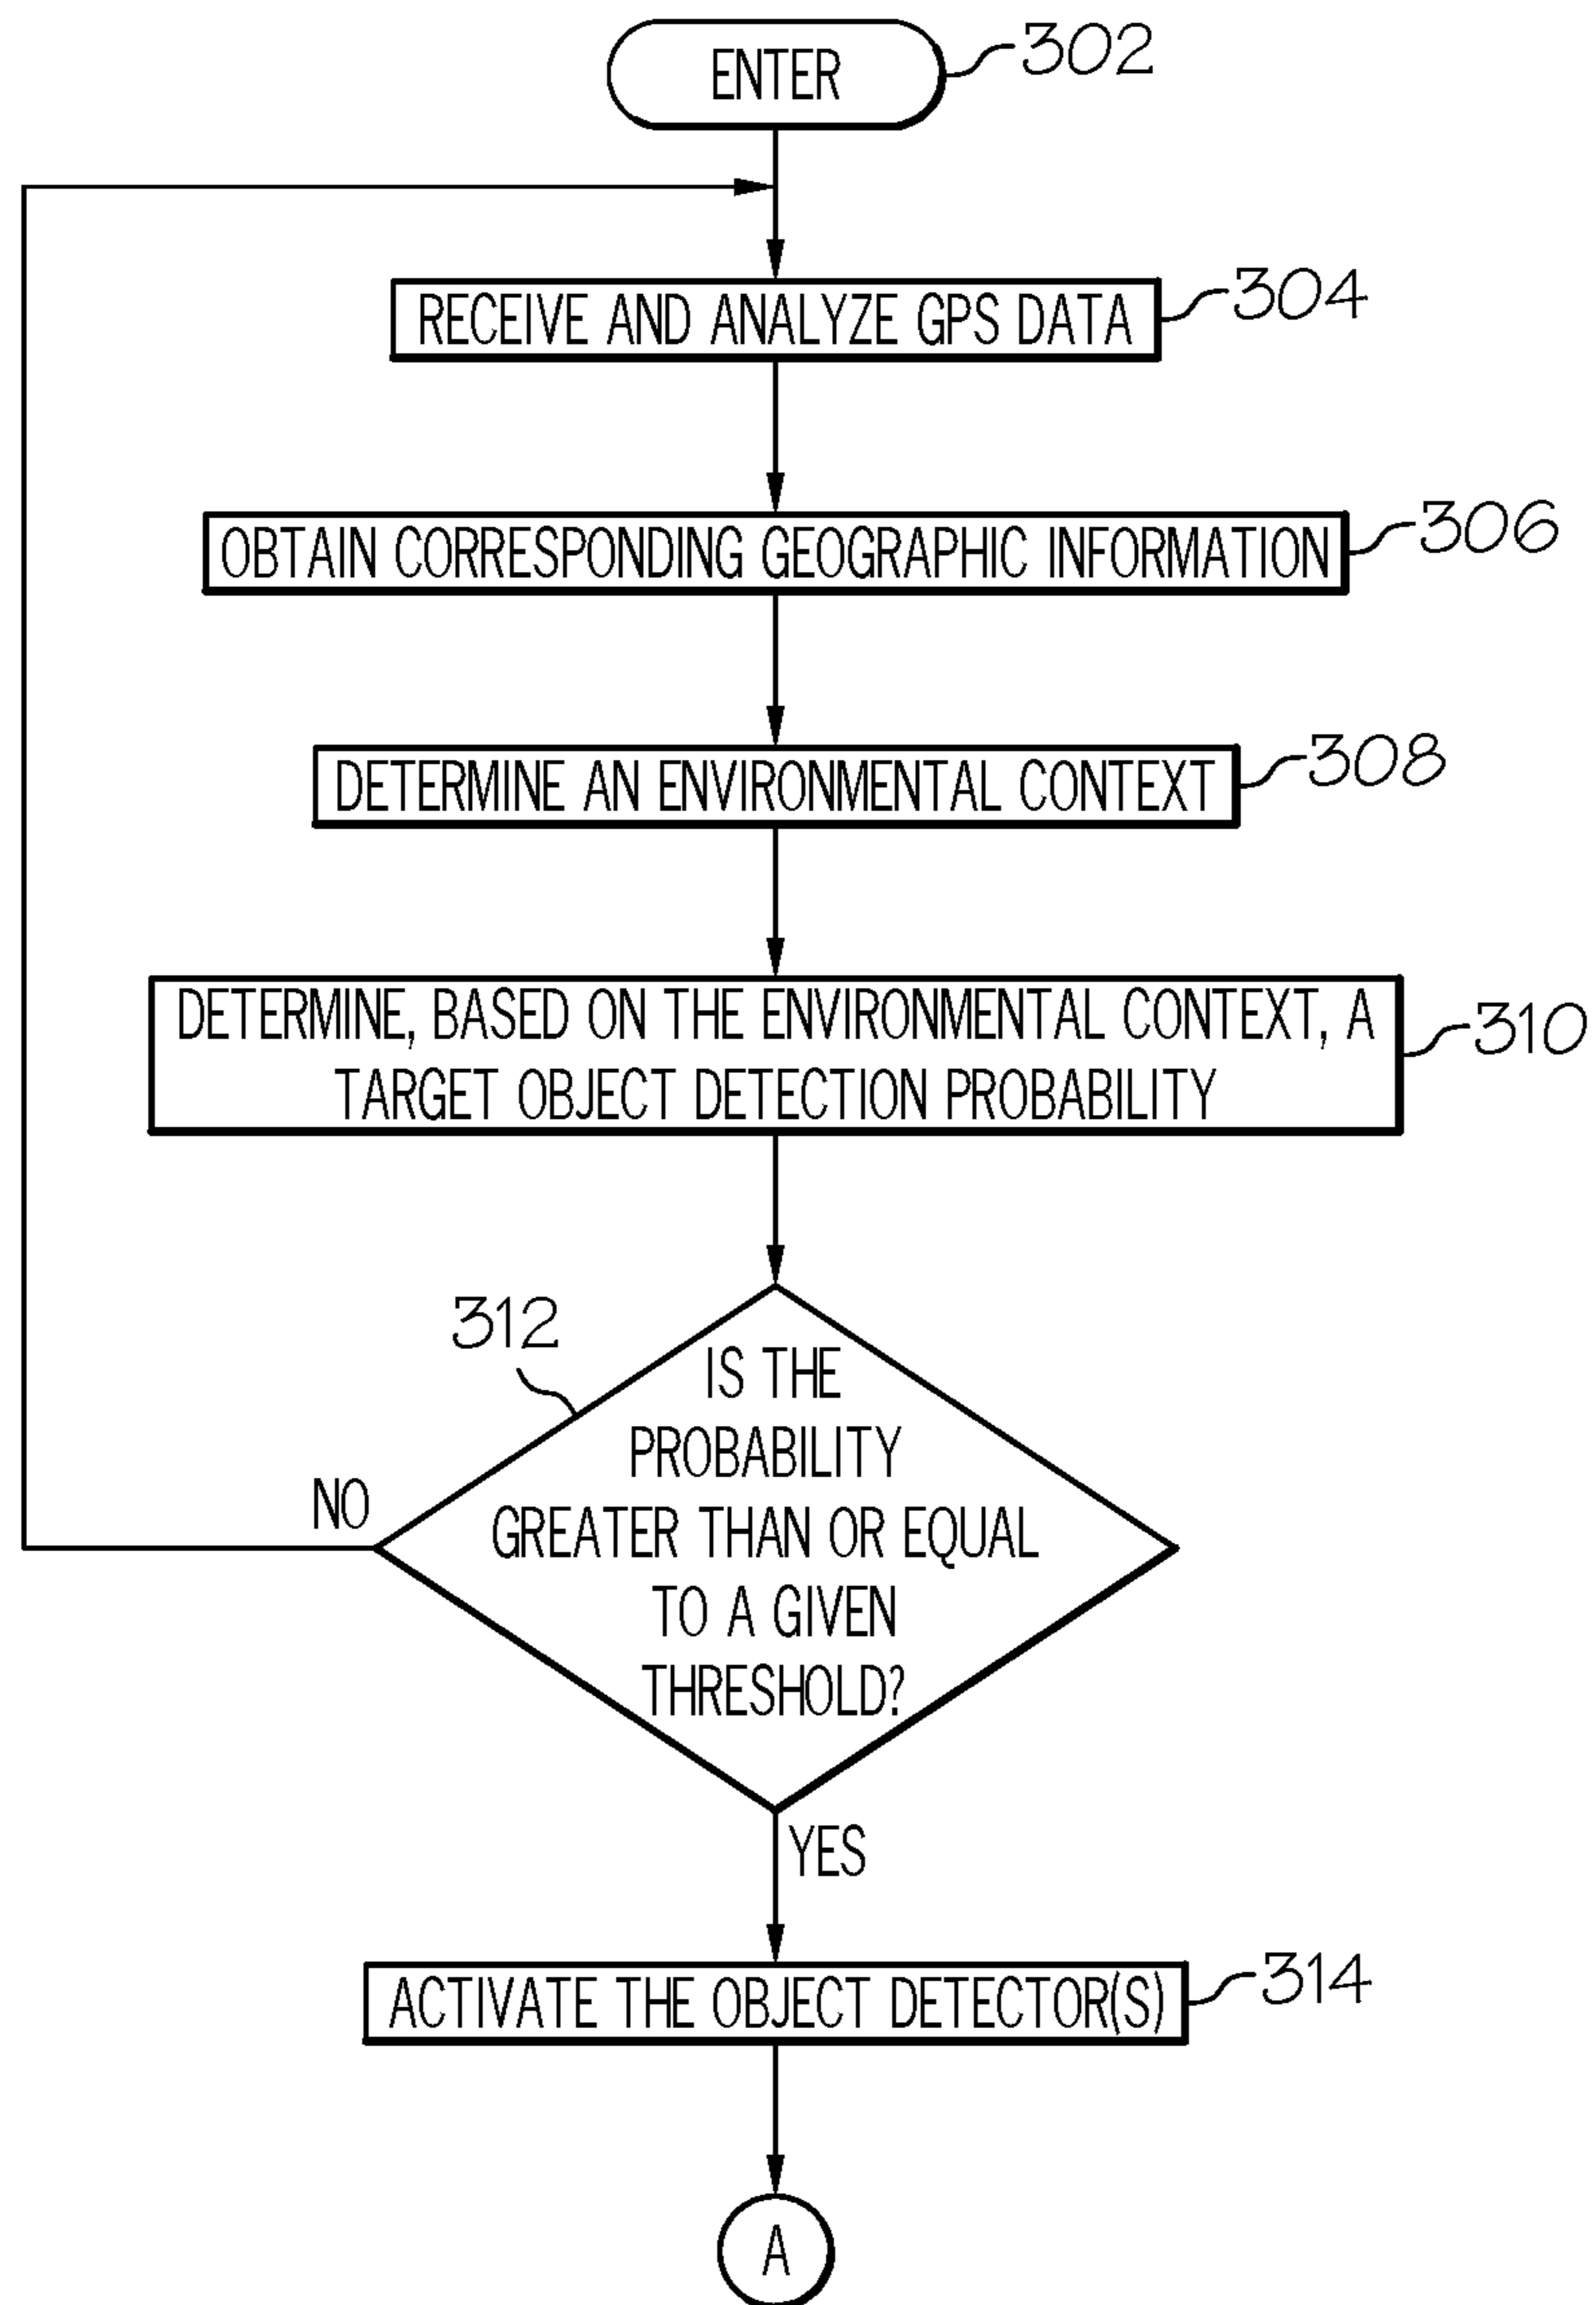 ENTER
302
RECEIVE AND ANALYZE GPS DATA
304
OBTAIN CORRESPONDING GEOGRAPHIC INFORMATION
306
DETERMINE AN ENVIRONMENTAL CONTEXT
308
DETERMINE, BASED ON THE ENVIRONMENTAL CONTEXT, A
TARGET OBJECT DETECTION PROBABILITY
310
312
IS THE
PROBABILITY
GREATER THAN OR EQUAL
TO A GIVEN
THRESHOLD?
NO
YES
ACTIVATE THE OBJECT DETECTOR(S)
314
A